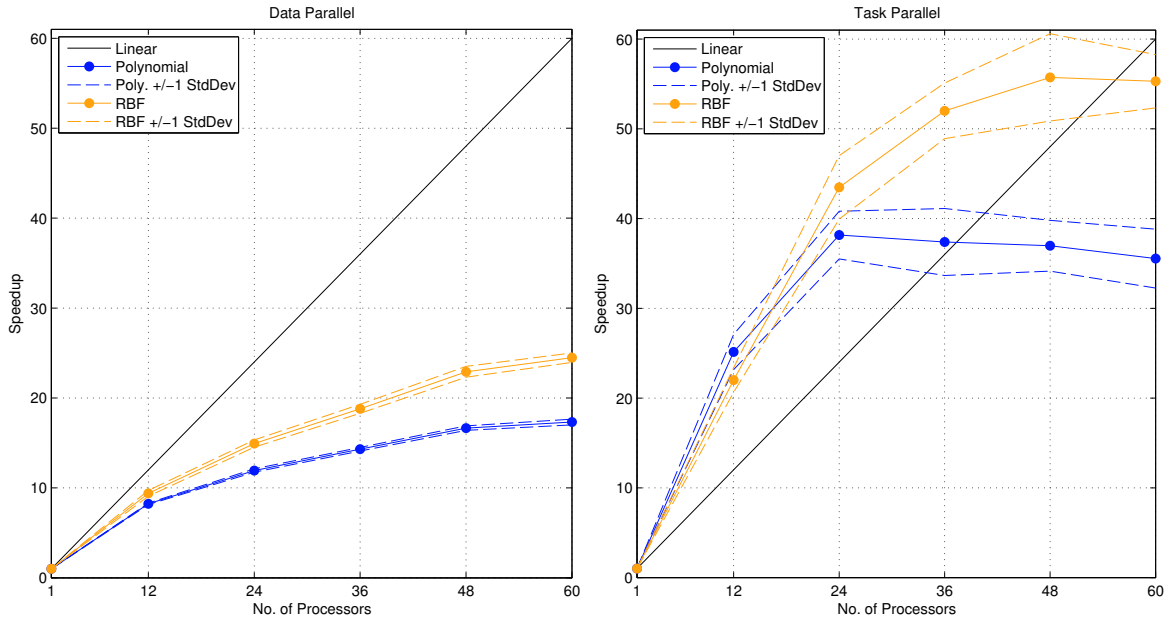 Data Parallel
60
50
40
30
20
10
0
Speedup
Linear
Polynomial
Poly. +/−1 StdDev
RBF
RBF +/−1 StdDev
1 12 24 36 48 60
No. of Processors
Task Parallel
60
50
40
30
20
10
0
Speedup
Linear
Polynomial
Poly. +/−1 StdDev
RBF
RBF +/−1 StdDev
1 12 24 36 48 60
No. of Processors